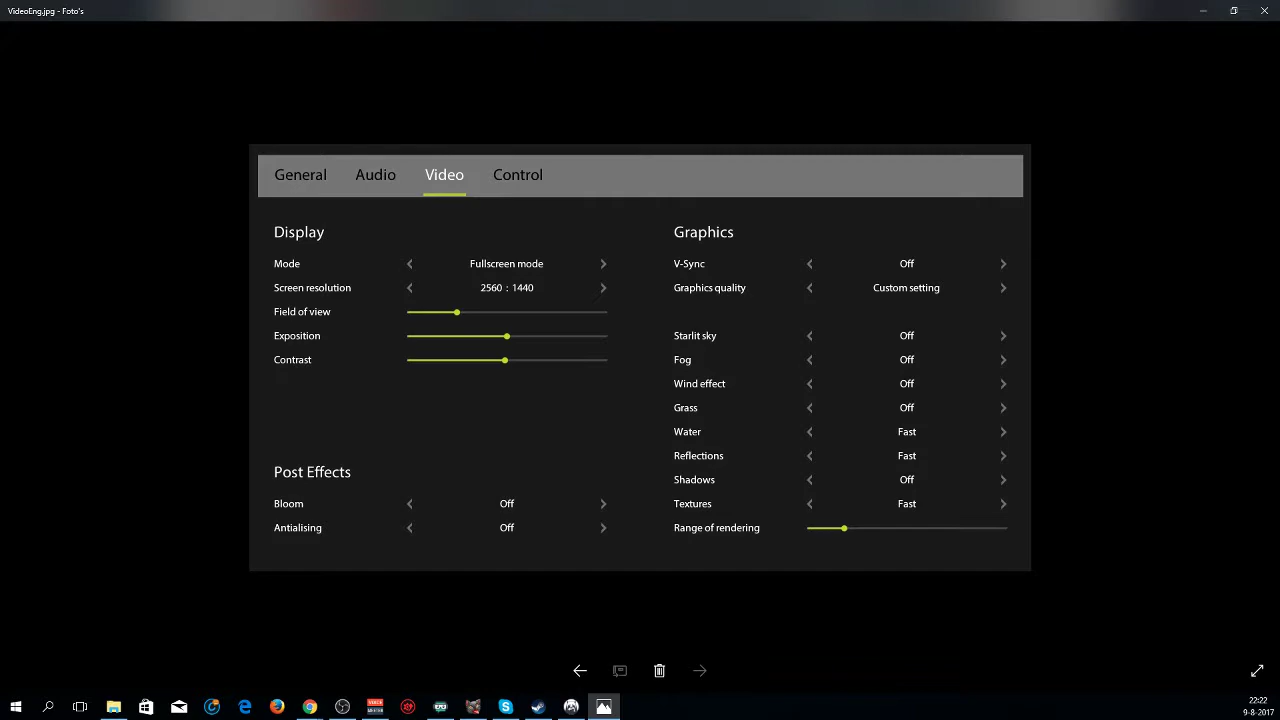 VideoEng.jpg - Foto's
General Audio Video Control
Display
Mode Fullscreen mode
Screen resolution 2560 : 1440
Field of view
Exposition
Contrast
Post Effects
Bloom Off
Antialising Off
Graphics
V-Sync Off
Graphics quality Custom setting
Starlit sky Off
Fog Off
Wind effect Off
Grass Off
Water Fast
Reflections Fast
Shadows Off
Textures Fast
Range of rendering
VOICE
MEETER
22:22
9-8-2017